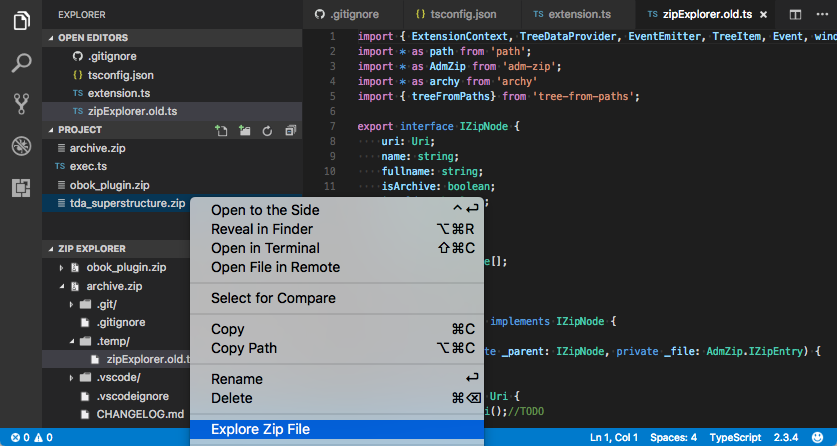 EXPLORER
OPEN EDITORS
.gitignore
{ } tsconfig.json
TS extension.ts
TS zipExplorer.old.ts
PROJECT
archive.zip
TS exec.ts
obok_plugin.zip
tda_superstructure.zip
ZIP EXPLORER
obok_plugin.zip
archive.zip
.git/
.gitignore
.temp/
zipExplorer.old.t
.vscode/
.vscodeignore
CHANGELOG.md
.gitignore
{ } tsconfig.json
TS extension.ts
TS zipExplorer.old.ts ×
1 import { ExtensionContext, TreeDataProvider, EventEmitter, TreeItem, Event, wind
2 import * as path from 'path';
3 import * as AdmZip from 'adm-zip';
4 import * as archy from 'archy'
5 import { treeFromPaths} from 'tree-from-paths';
6
7 export interface IZipNode {
8 uri: Uri;
9 name: string;
10 fullname: string;
11 isArchive: boolean;
;
e[];
implements IZipNode {
te _parent: IZipNode, private _file: AdmZip.IZipEntry) {
Uri {
i();//TODO
Open to the Side ⌃↩
Reveal in Finder ⌥⌘R
Open in Terminal ⇧⌘C
Open File in Remote
Select for Compare
Copy ⌘C
Copy Path ⌥⌘C
Rename ↩
Delete ⌘⌫
Explore Zip File
0 0
Ln 1, Col 1 Spaces: 4 TypeScript 2.3.4